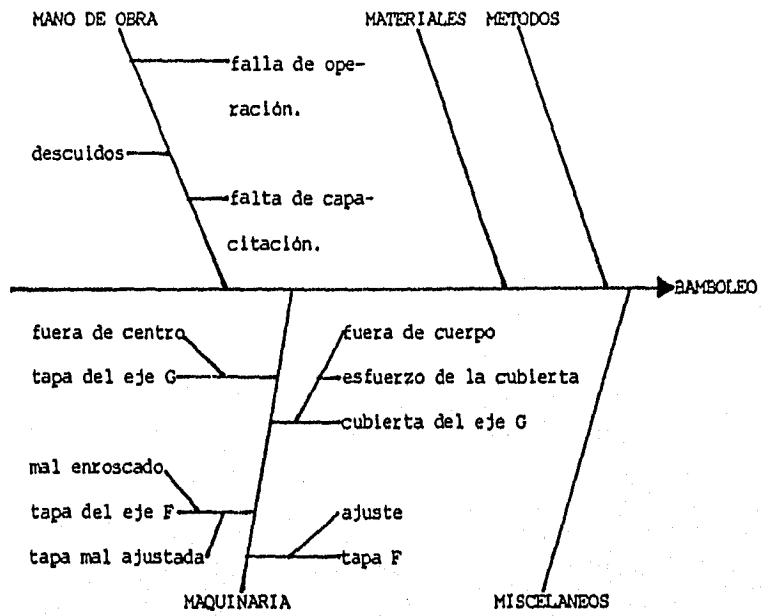 MANO DE OBRA
MATERIALES
METODOS
falla de ope-
ración.
descuidos
falta de capa-
citación.
BAMBOLEO
fuera de centro
fuera de cuerpo
tapa del eje G
esfuerzo de la cubierta
cubierta del eje G
mal enroscado
tapa del eje F
ajuste
tapa mal ajustada
tapa F
MAQUINARIA
MISCELANEOS